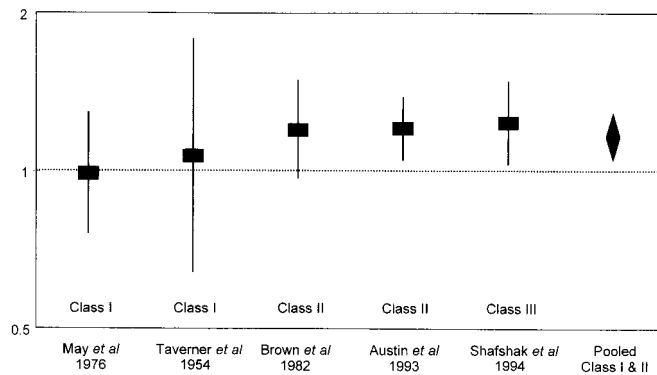 2
1
0.5
Class I
Class I
Class II
Class II
Class III
May et al
1976
Taverner et al
1954
Brown et al
1982
Austin et al
1993
Shafshak et al
1994
Pooled
Class I & II